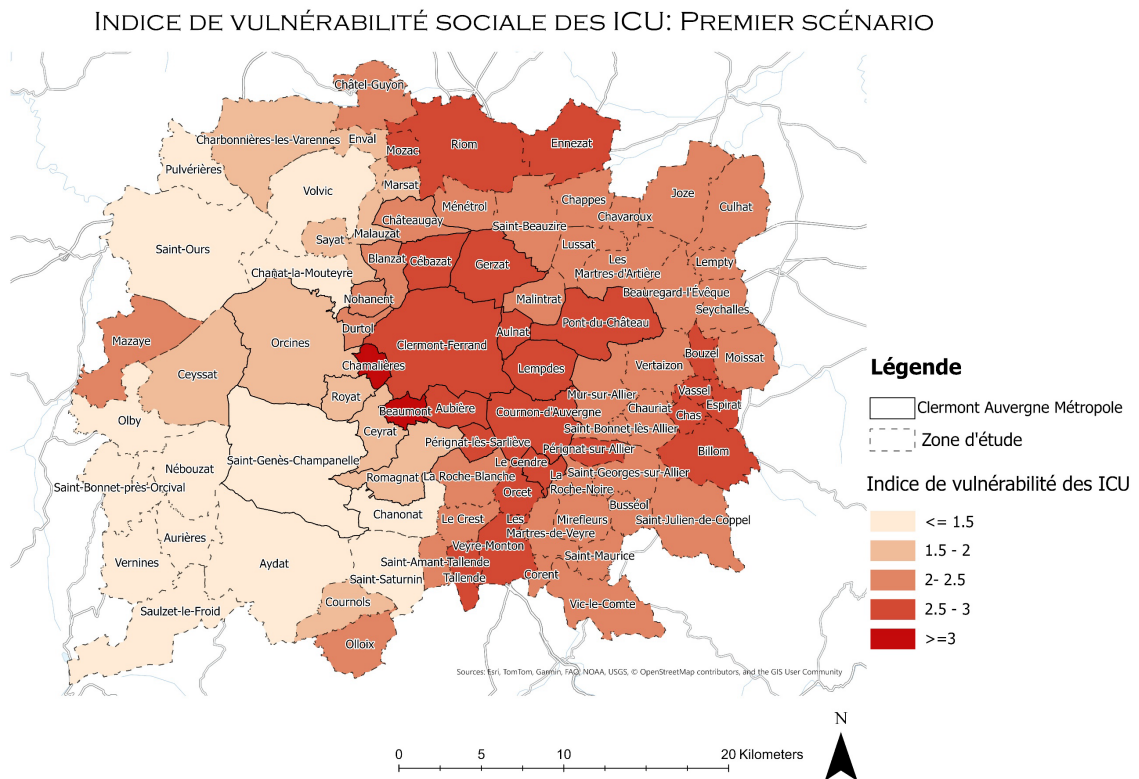 INDICE DE VULNÉRABILITÉ SOCIALE DES ICU: PREMIER SCÉNARIO
Châtel-Guyon
Charbonnières-les-Varennes
Enval
Mozac
Riom
Ennezat
Pulvérières
Volvic
Marsat
Ménétrol
Chappes
Joze
Culhat
Châteaugay
Saint-Beauzire
Chavaroux
Sayat
Malauzat
Lussat
Saint-Ours
Blanzat
Cébazat
Gerzat
Les
Martres-d'Artière
Lempty
Chanat-la-Mouteyre
Nohanent
Malintrat
Beauregard-l'Évêque
Seychalles
Mazaye
Orcines
Durtol
Clermont-Ferrand
Aulnat
Pont-du-Château
Ceyssat
Chamalières
Lempdes
Vertaizon
Bouzel
Moissat
Royat
Mur-sur-Allier
Vassel
Olby
Beaumont
Aubière
Cournon-d'Auvergne
Chauriat
Chas
Espirat
Ceyrat
Saint-Bonnet-lès-Allier
Pérignat-lès-Sarliève
Pérignat-sur-Allier
Billom
Saint-Genès-Champanelle
Le Cendre
Nébouzat
Romagnat
La Roche-Blanche
La
Roche-Noire
Saint-Georges-sur-Allier
Saint-Bonnet-près-Orcival
Orcet
Busséol
Chanonat
Le Crest
Les
Martres-de-Veyre
Mirefleurs
Saint-Julien-de-Coppel
Aurières
Veyre-Monton
Saint-Maurice
Vernines
Aydat
Saint-Amant-Tallende
Tallende
Corent
Saint-Saturnin
Saulzet-le-Froid
Cournols
Vic-le-Comte
Olloix
Sources: Esri, TomTom, Garmin, FAO, NOAA, USGS, © OpenStreetMap contributors, and the GIS User Community
Légende
Clermont Auvergne Métropole
Zone d'étude
Indice de vulnérabilité des ICU
<= 1.5
1.5 - 2
2- 2.5
2.5 - 3
>=3
N
0 5 10 20 Kilometers